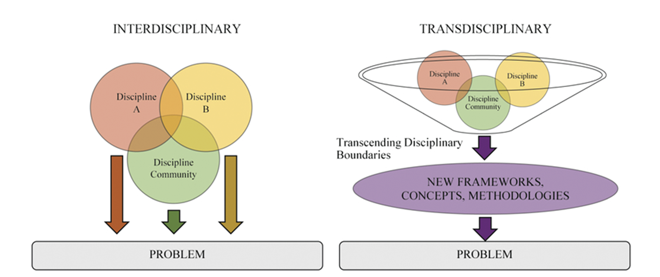 INTERDISCIPLINARY
Discipline
A
Discipline
B
Discipline
Community
PROBLEM
TRANSDISCIPLINARY
Discipline
A
Discipline
B
Discipline
Community
Transcending Disciplinary
Boundaries
NEW FRAMEWORKS,
CONCEPTS, METHODOLOGIES
PROBLEM